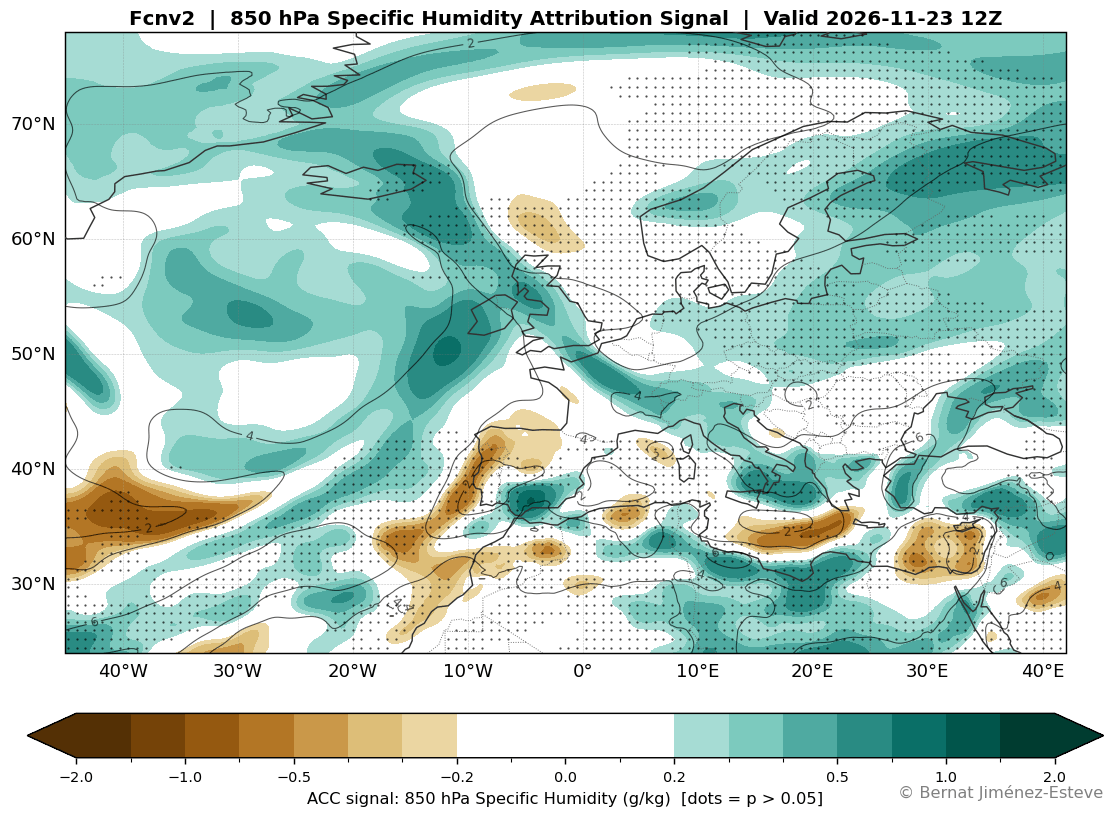 Fcnv2 | 850 hPa Specific Humidity Attribution Signal | Valid 2026-11-23 12Z
70°N
60°N
50°N
40°N
30°N
40°W
30°W
20°W
10°W
0°
10°E
20°E
30°E
40°E
−2.0
−1.0
−0.5
−0.2
0.0
0.2
0.5
1.0
2.0
ACC signal: 850 hPa Specific Humidity (g/kg) [dots = p > 0.05]
© Bernat Jiménez-Esteve